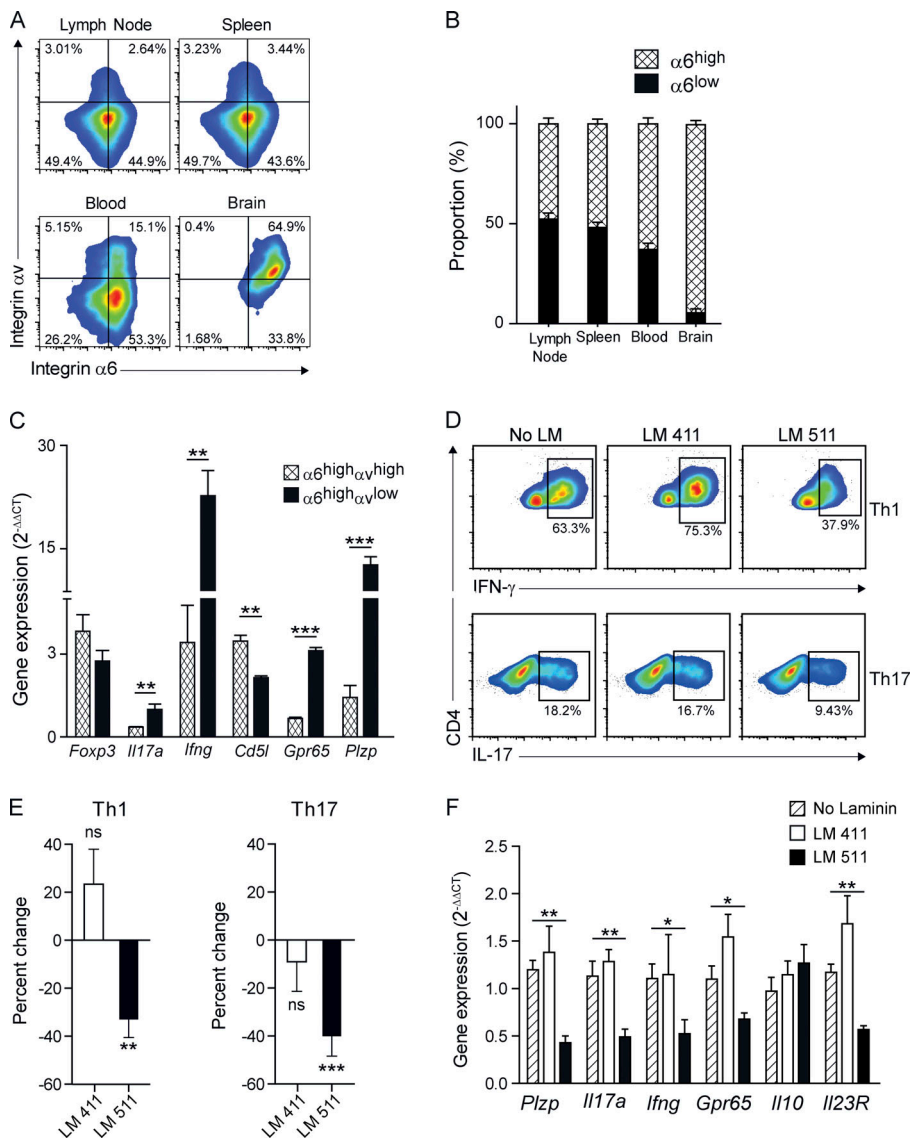 A
Lymph Node
Spleen
3.01%
2.64%
3.23%
3.44%
49.4%
44.9%
49.7%
43.6%
Blood
Brain
5.15%
15.1%
0.4%
64.9%
26.2%
53.3%
1.68%
33.8%
Integrin αv
Integrin α6
B
α6high
α6low
Proportion (%)
100
50
0
Lymph
Node
Spleen
Blood
Brain
C
Gene expression (2-ΔΔCT)
30
15
3
0
α6highαvhigh
α6highαvlow
**
**
**
***
***
Foxp3
Il17a
Ifng
Cd5l
Gpr65
Plzp
D
No LM
LM 411
LM 511
63.3%
75.3%
37.9%
Th1
IFN-γ
18.2%
16.7%
9.43%
Th17
CD4
IL-17
E
Th1
Percent change
40
20
0
-20
-40
-60
ns
**
LM 411
LM 511
Th17
Percent change
40
20
0
-20
-40
-60
ns
***
LM 411
LM 511
F
No Laminin
LM 411
LM 511
Gene expression (2-ΔΔCT)
2.5
2.0
1.5
1.0
0.5
0.0
**
**
*
*
**
Plzp
Il17a
Ifng
Gpr65
Il10
Il23R